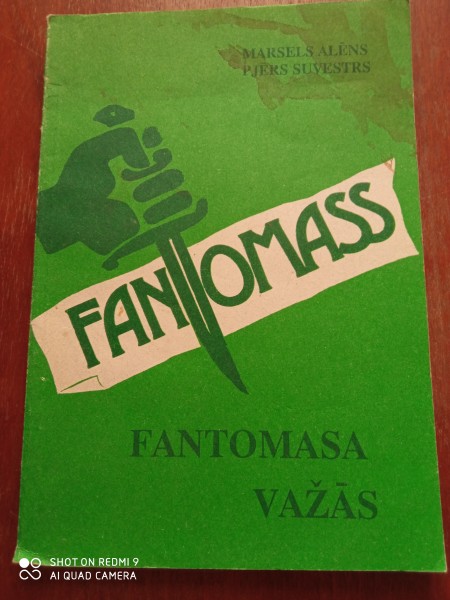 MARSELS ALĒNS
PJĒRS SUVESTRS
FANTOMASS
FANTOMASA
VAŽĀS
SHOT ON REDMI 9
AI QUAD CAMERA